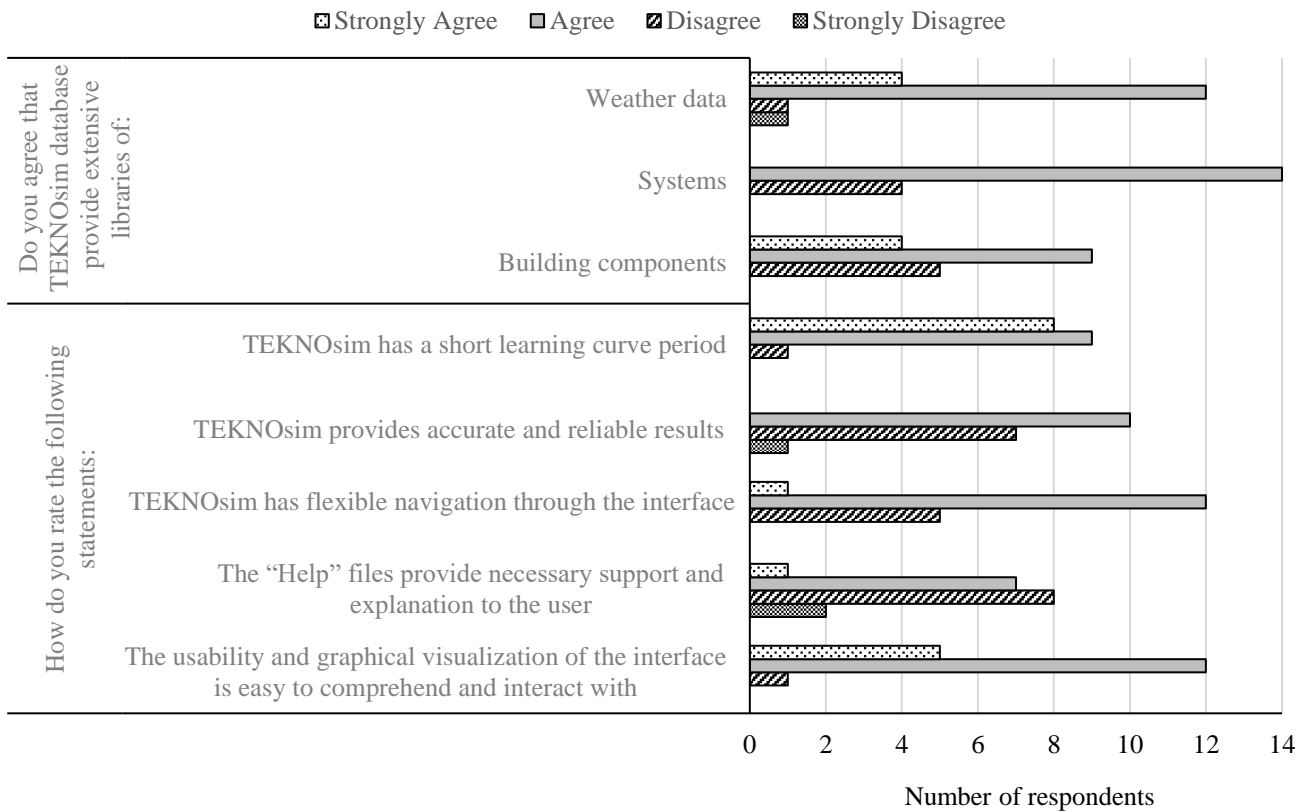 Strongly Agree Agree Disagree Strongly Disagree
Do you agree that
TEKNOsim database
provide extensive
libraries of:
Weather data
Systems
Building components
How do you rate the following
statements:
TEKNOsim has a short learning curve period
TEKNOsim provides accurate and reliable results
TEKNOsim has flexible navigation through the interface
The “Help” files provide necessary support and
explanation to the user
The usability and graphical visualization of the interface
is easy to comprehend and interact with
0 2 4 6 8 10 12 14
Number of respondents